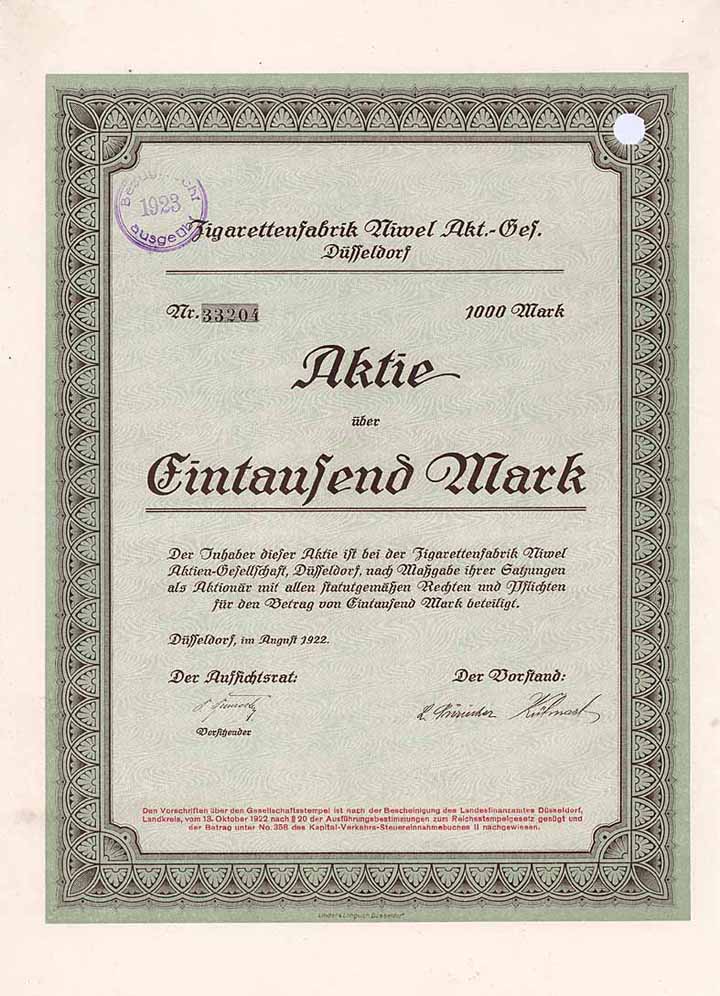 Bezugsrecht
1923
ausgeübt
Zigarettenfabrik Niwel Akt.-Ges.
Düsseldorf
Nr. 33204 1000 Mark
Aktie
über
Eintausend Mark
Der Inhaber dieser Aktie ist bei der Zigarettenfabrik Niwel
Aktien-Gesellschaft, Düsseldorf, nach Maßgabe ihrer Satzungen
als Aktionär mit allen statutgemäßen Rechten und Pflichten
für den Betrag von Eintausend Mark beteiligt.
Düsseldorf, im August 1922.
Der Aufsichtsrat: Der Vorstand:
Vorsitzender
Den Vorschriften über den Gesellschaftsstempel ist nach der Bescheinigung des Landesfinanzamtes Düsseldorf,
Landkreis, vom 13. Oktober 1922 nach § 20 der Ausführungsbestimmungen zum Reichsstempelgesetz genügt und
der Betrag unter No. 358 des Kapital-Verkehrs-Steuereinnahmebuches II nachgewiesen.
Düsseldorf